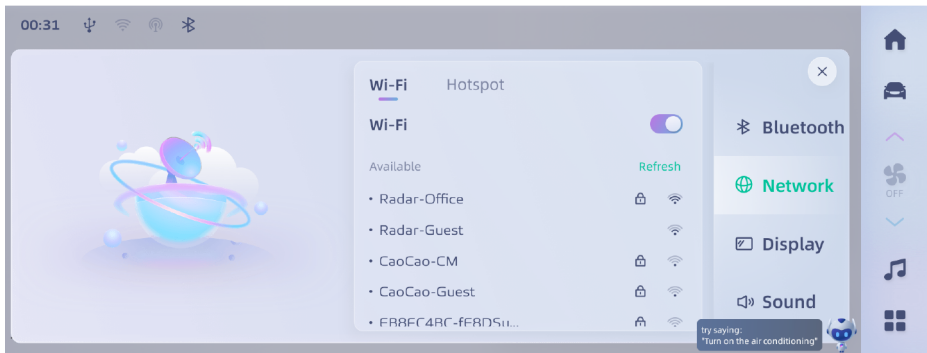 00:31
Wi-Fi Hotspot
Wi-Fi
Available Refresh
• Radar-Office
• Radar-Guest
• CaoCao-CM
• CaoCao-Guest
Bluetooth
Network
Display
Sound
OFF
try saying:
"Turn on the air conditioning"